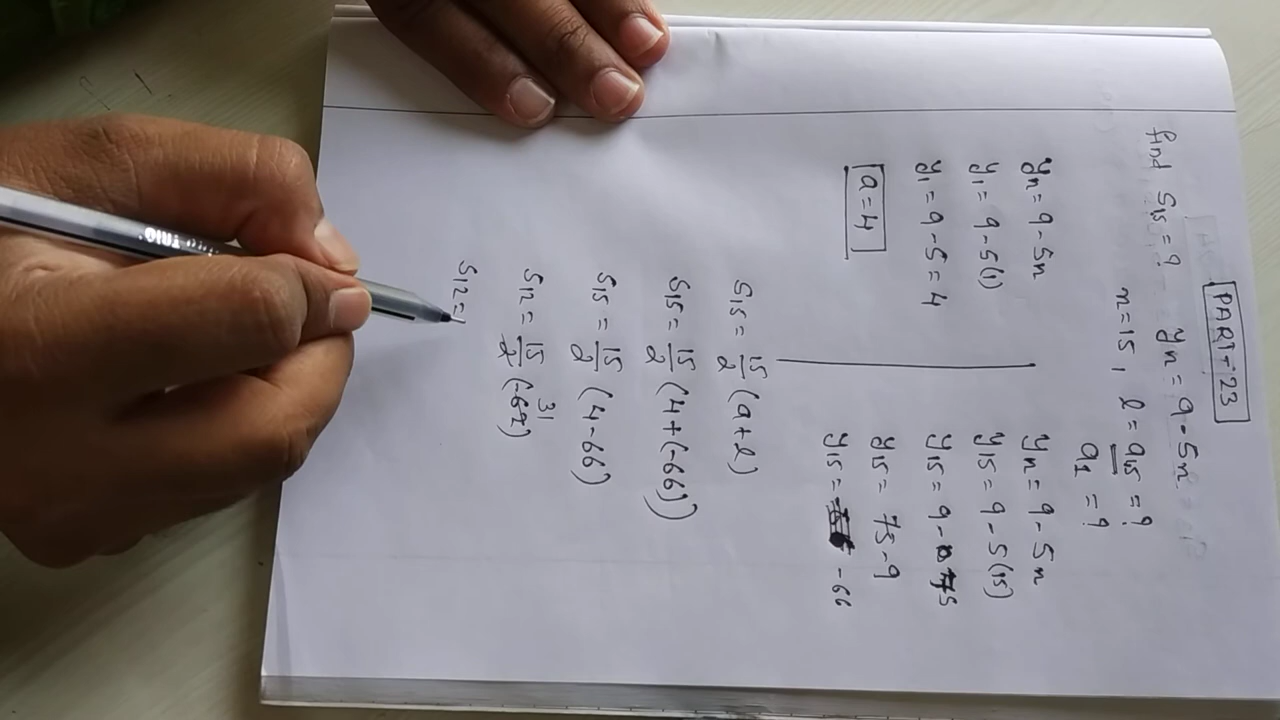 PART-23
find S15 = ? yn = 9-5n
n=15, l = a15 = ?
a1 = ?
yn = 9-5n
y1 = 9-5(1)
y1 = 9-5=4
a=4
yn = 9-5n
y15 = 9-5(15)
y15 = 9-75
y15 = 75-9
y15 = -66
S15 = 15/2 (a+l)
S15 = 15/2 (4+(-66))
S15 = 15/2 (4-66)
S12 = 15/2 (-62) 31
S12 =
TRIO